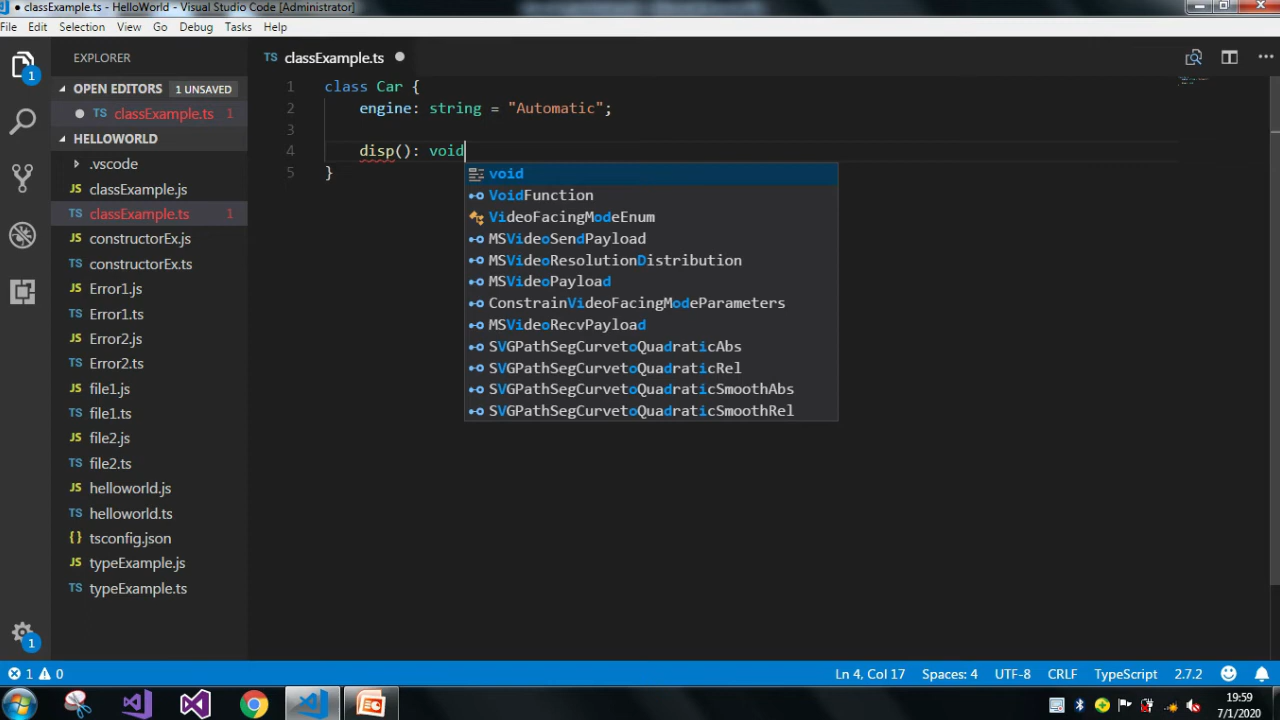 ● classExample.ts - HelloWorld - Visual Studio Code [Administrator]
File Edit Selection View Go Debug Tasks Help
EXPLORER
OPEN EDITORS 1 UNSAVED
● TS classExample.ts 1
HELLOWORLD
.vscode
JS classExample.js
TS classExample.ts 1
JS constructorEx.js
TS constructorEx.ts
JS Error1.js
TS Error1.ts
JS Error2.js
TS Error2.ts
JS file1.js
TS file1.ts
JS file2.js
TS file2.ts
JS helloworld.js
TS helloworld.ts
{} tsconfig.json
JS typeExample.js
TS typeExample.ts
1
1
TS classExample.ts ●
1 class Car {
2 engine: string = "Automatic";
3
4 disp(): void
5 }
void
VoidFunction
VideoFacingModeEnum
MSVideoSendPayload
MSVideoResolutionDistribution
MSVideoPayload
ConstrainVideoFacingModeParameters
MSVideoRecvPayload
SVGPathSegCurvetoQuadraticAbs
SVGPathSegCurvetoQuadraticRel
SVGPathSegCurvetoQuadraticSmoothAbs
SVGPathSegCurvetoQuadraticSmoothRel
1 0 Ln 4, Col 17 Spaces: 4 UTF-8 CRLF TypeScript 2.7.2
19:59
7/1/2020